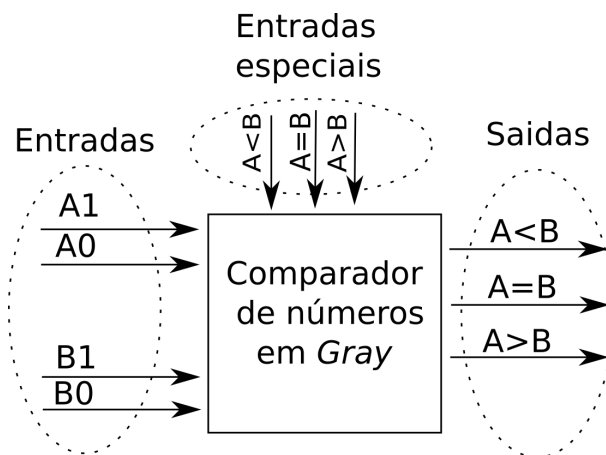 Entradas
especiais
A<B
A=B
A>B
Entradas
A1
A0
B1
B0
Comparador
de números
em Gray
Saidas
A<B
A=B
A>B